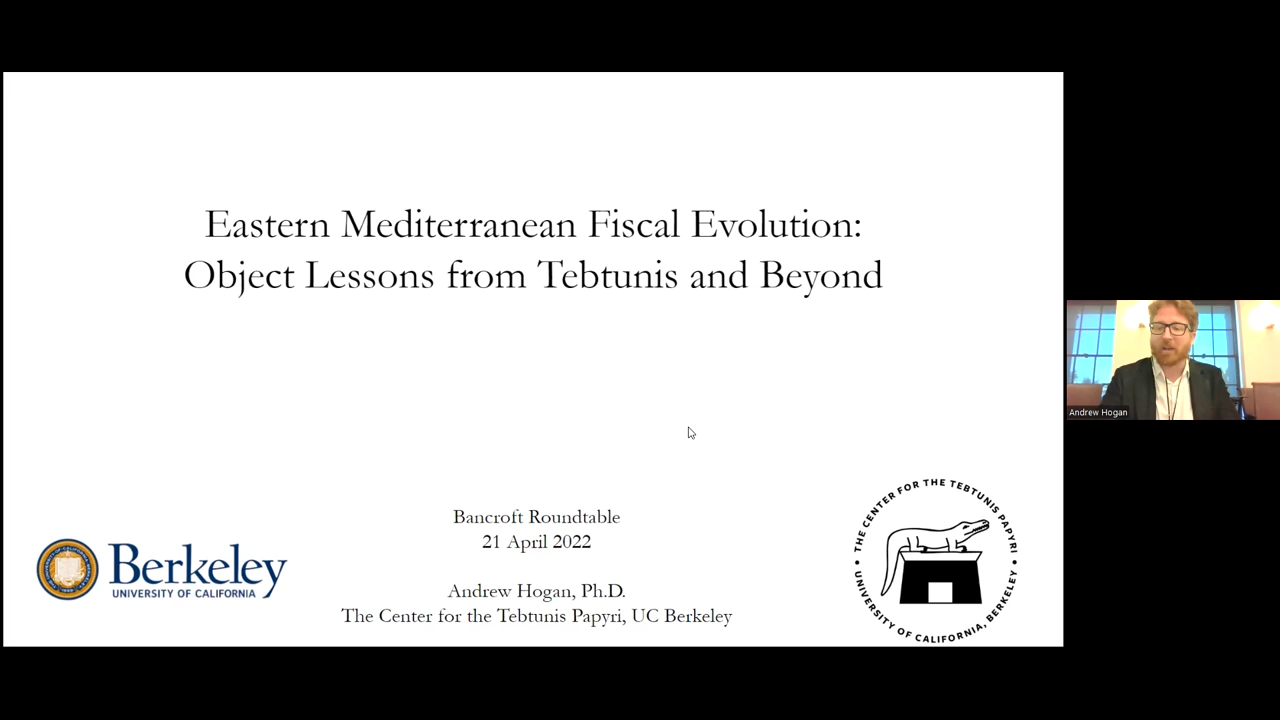 Eastern Mediterranean Fiscal Evolution:
Object Lessons from Tebtunis and Beyond
Andrew Hogan
Bancroft Roundtable
21 April 2022
Andrew Hogan, Ph.D.
The Center for the Tebtunis Papyri, UC Berkeley
Berkeley
UNIVERSITY OF CALIFORNIA
• THE CENTER FOR THE TEBTUNIS PAPYRI •
UNIVERSITY OF CALIFORNIA, BERKELEY